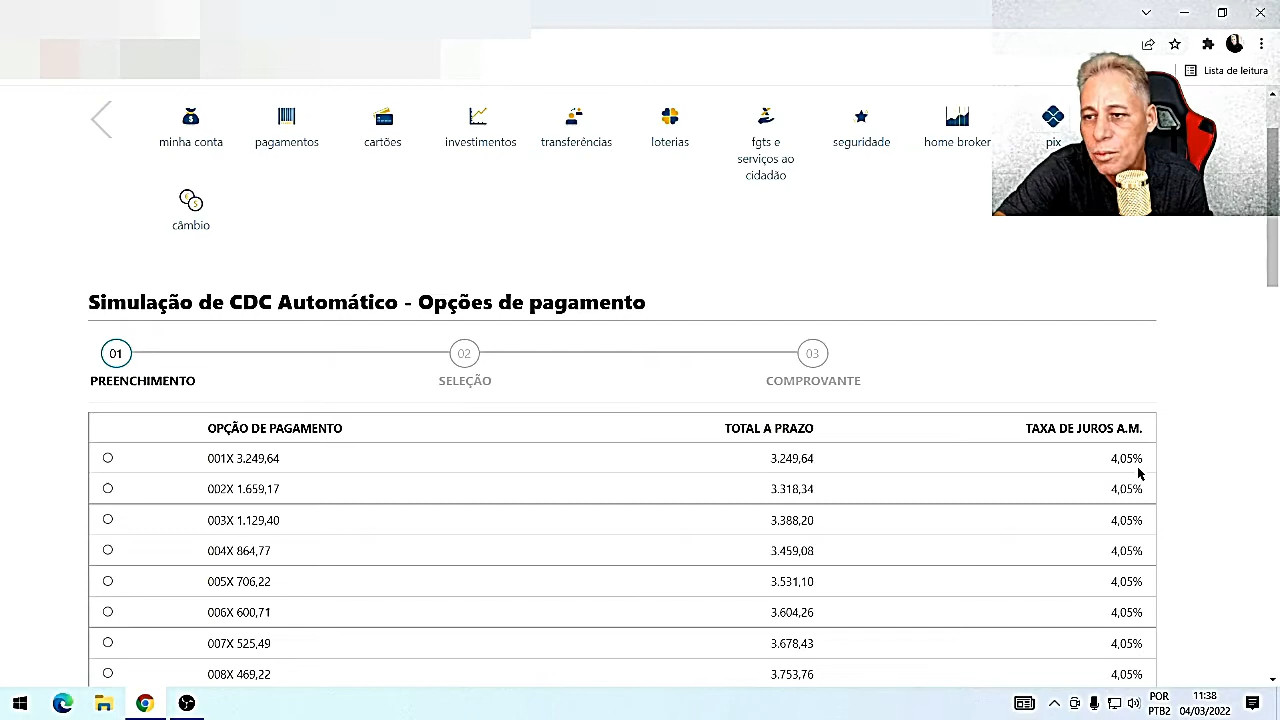 Lista de leitura
minha conta
pagamentos
cartões
investimentos
transferências
loterias
fgts e
serviços ao
cidadão
seguridade
home broker
pix
câmbio
Simulação de CDC Automático - Opções de pagamento
01 02 03
PREENCHIMENTO SELEÇÃO COMPROVANTE
OPÇÃO DE PAGAMENTO TOTAL A PRAZO TAXA DE JUROS A.M.
001X 3.249,64 3.249,64 4,05%
002X 1.659,17 3.318,34 4,05%
003X 1.129,40 3.388,20 4,05%
004X 864,77 3.459,08 4,05%
005X 706,22 3.531,10 4,05%
006X 600,71 3.604,26 4,05%
007X 525,49 3.678,43 4,05%
008X 469,22 3.753,76 4,05%
POR 11:38
PTB2 04/03/2022